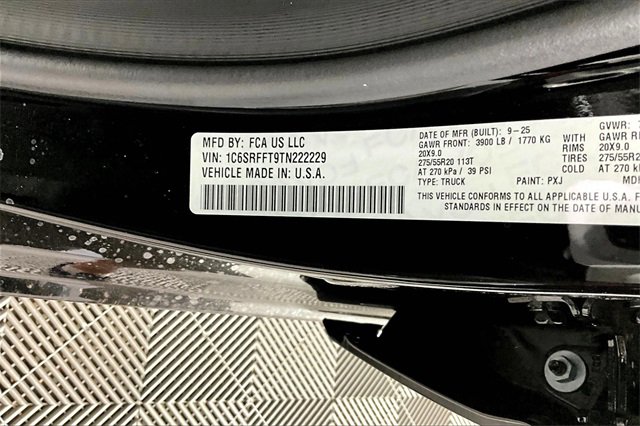 MFD BY: FCA US LLC
VIN: 1C6SRFFT9TN222229
VEHICLE MADE IN: U.S.A.
DATE OF MFR (BUILT): 9-25
GAWR FRONT: 3900 LB / 1770 KG WITH
20X9.0 RIMS
275/55R20 113T TIRES
AT 270 kPa / 39 PSI COLD
TYPE: TRUCK PAINT: PXJ
THIS VEHICLE CONFORMS TO ALL APPLICABLE U.S.A. F
STANDARDS IN EFFECT ON THE DATE OF MANU
GVWR:
GAWR RE
20X9.0
275/55R
AT 270 k
MDH